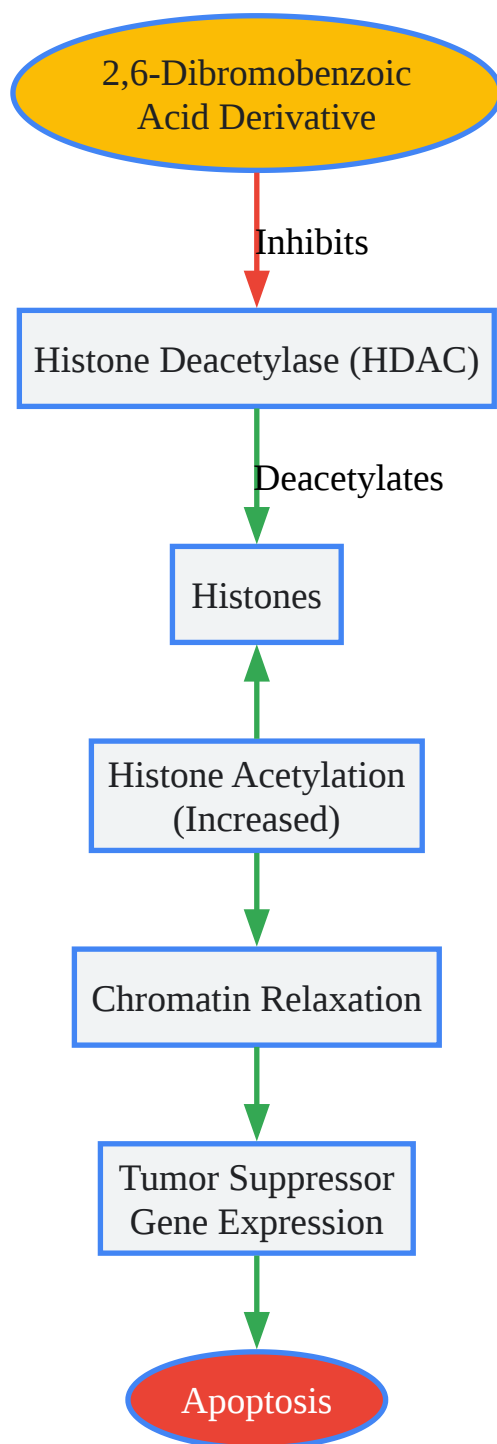 2,6-Dibromobenzoic
Acid Derivative
Inhibits
Histone Deacetylase (HDAC)
Deacetylates
Histones
Histone Acetylation
(Increased)
Chromatin Relaxation
Tumor Suppressor
Gene Expression
Apoptosis